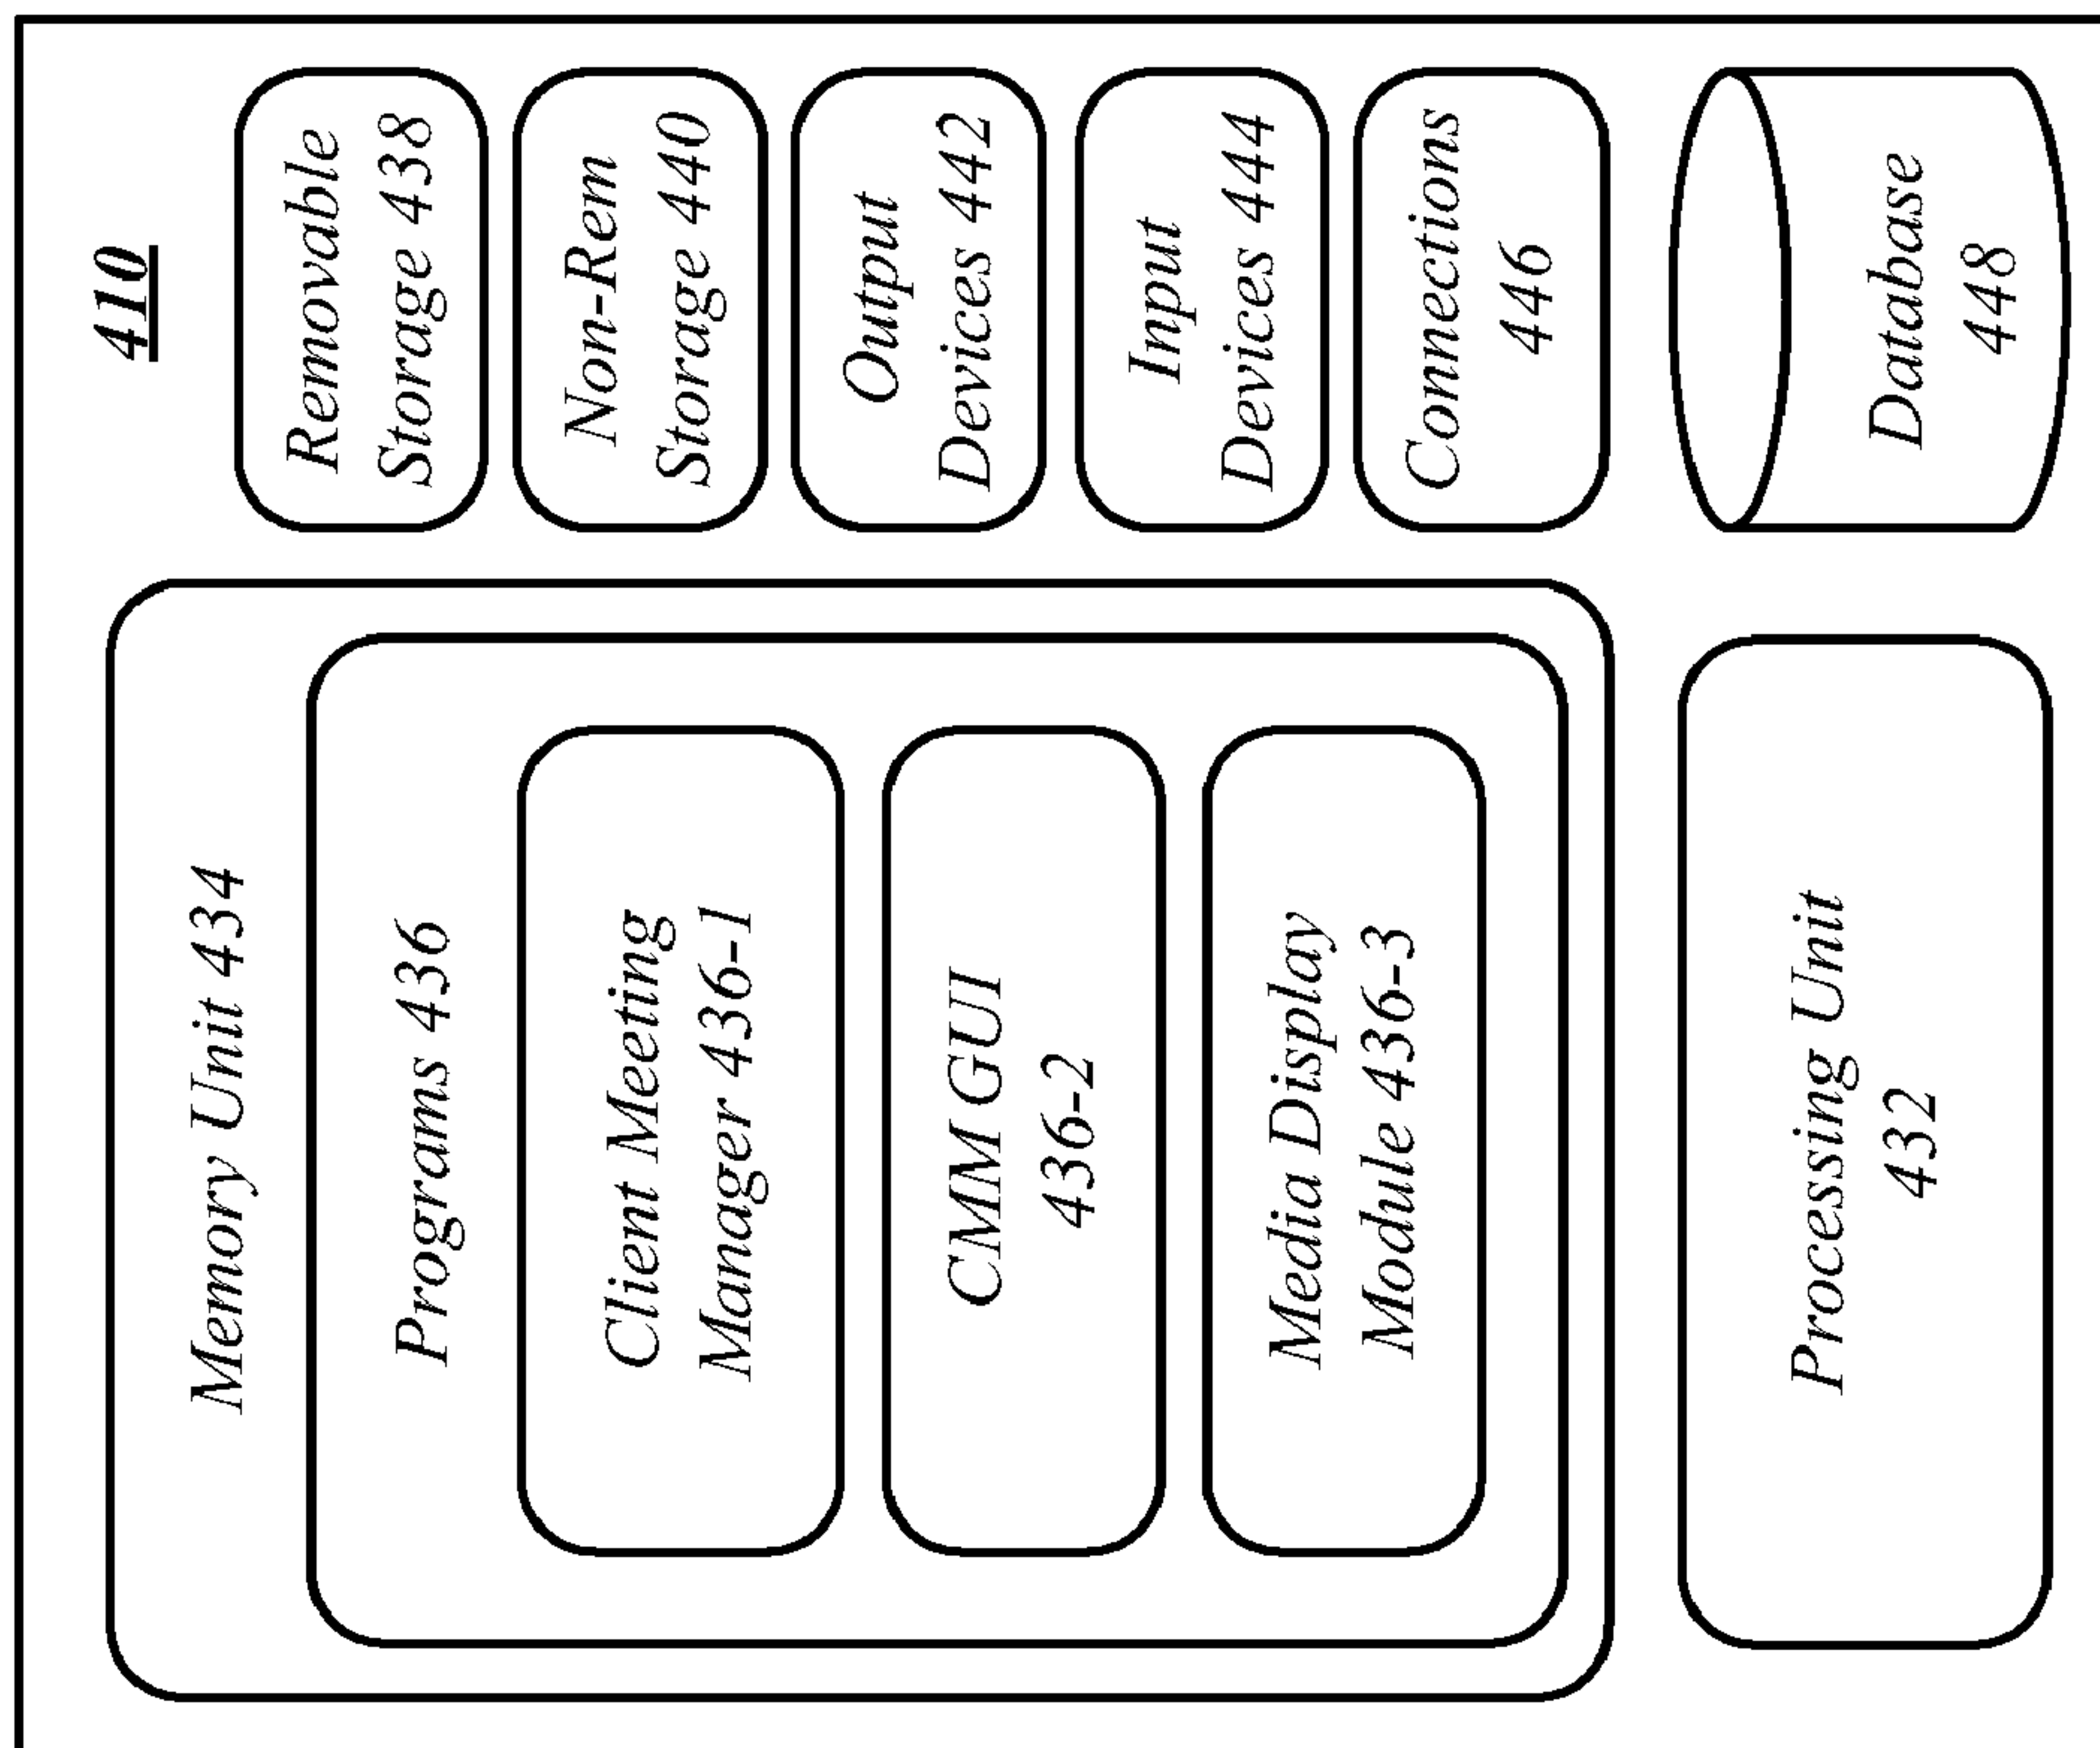 410
Memory Unit 434
Programs 436
Client Meeting
Manager 436-1
CMM GUI
436-2
Media Display
Module 436-3
Processing Unit
432
Removable
Storage 438
Non-Rem
Storage 440
Output
Devices 442
Input
Devices 444
Connections
446
Database
448